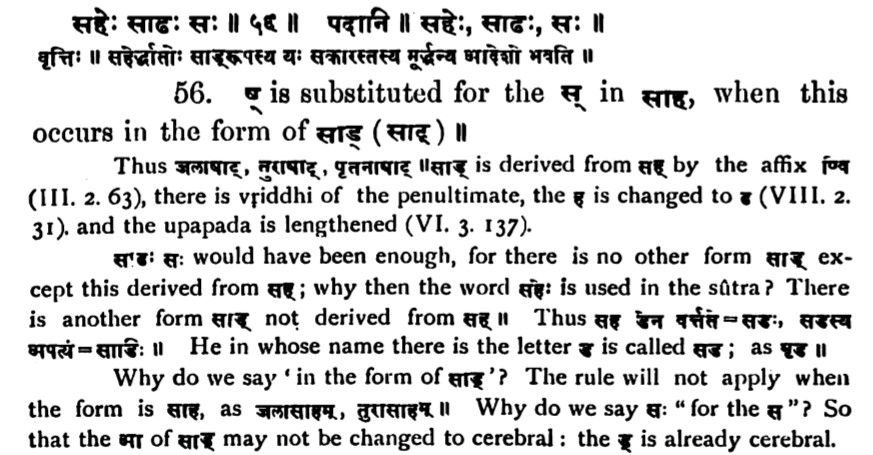 सहेः साढः सः ॥ ५६ ॥ पदानि ॥ सहेः, साढः, सः ॥
वृत्तिः ॥ सहेर्द्धातोः साड्रूपस्य यः सकारस्तस्य मूर्द्धन्य आदेशो भवति ॥
56. ष् is substituted for the स् in साह, when this
occurs in the form of साड् (साढ्) ॥
Thus जलाषाट्, तुराषाट्, पृतनाषाट् ॥साड् is derived from सह् by the affix ण्वि
(III. 2. 63), there is vṛiddhi of the penultimate, the ह is changed to ढ (VIII. 2.
31). and the upapada is lengthened (VI. 3. 137).
साढः सः would have been enough, for there is no other form साड् ex-
cept this derived from सह्; why then the word सहेः is used in the sûtra? There
is another form साड् not derived from सह् ॥ Thus सह डेन वर्त्तते=सडः, सडस्य
अपत्यं=साडिः ॥ He in whose name there is the letter ड is called सड; as मृड ॥
Why do we say 'in the form of साड्'? The rule will not apply when
the form is साह, as जलासाहम्, तुरासाहम् ॥ Why do we say सः "for the स"? So
that the आ of साड् may not be changed to cerebral: the ड् is already cerebral.